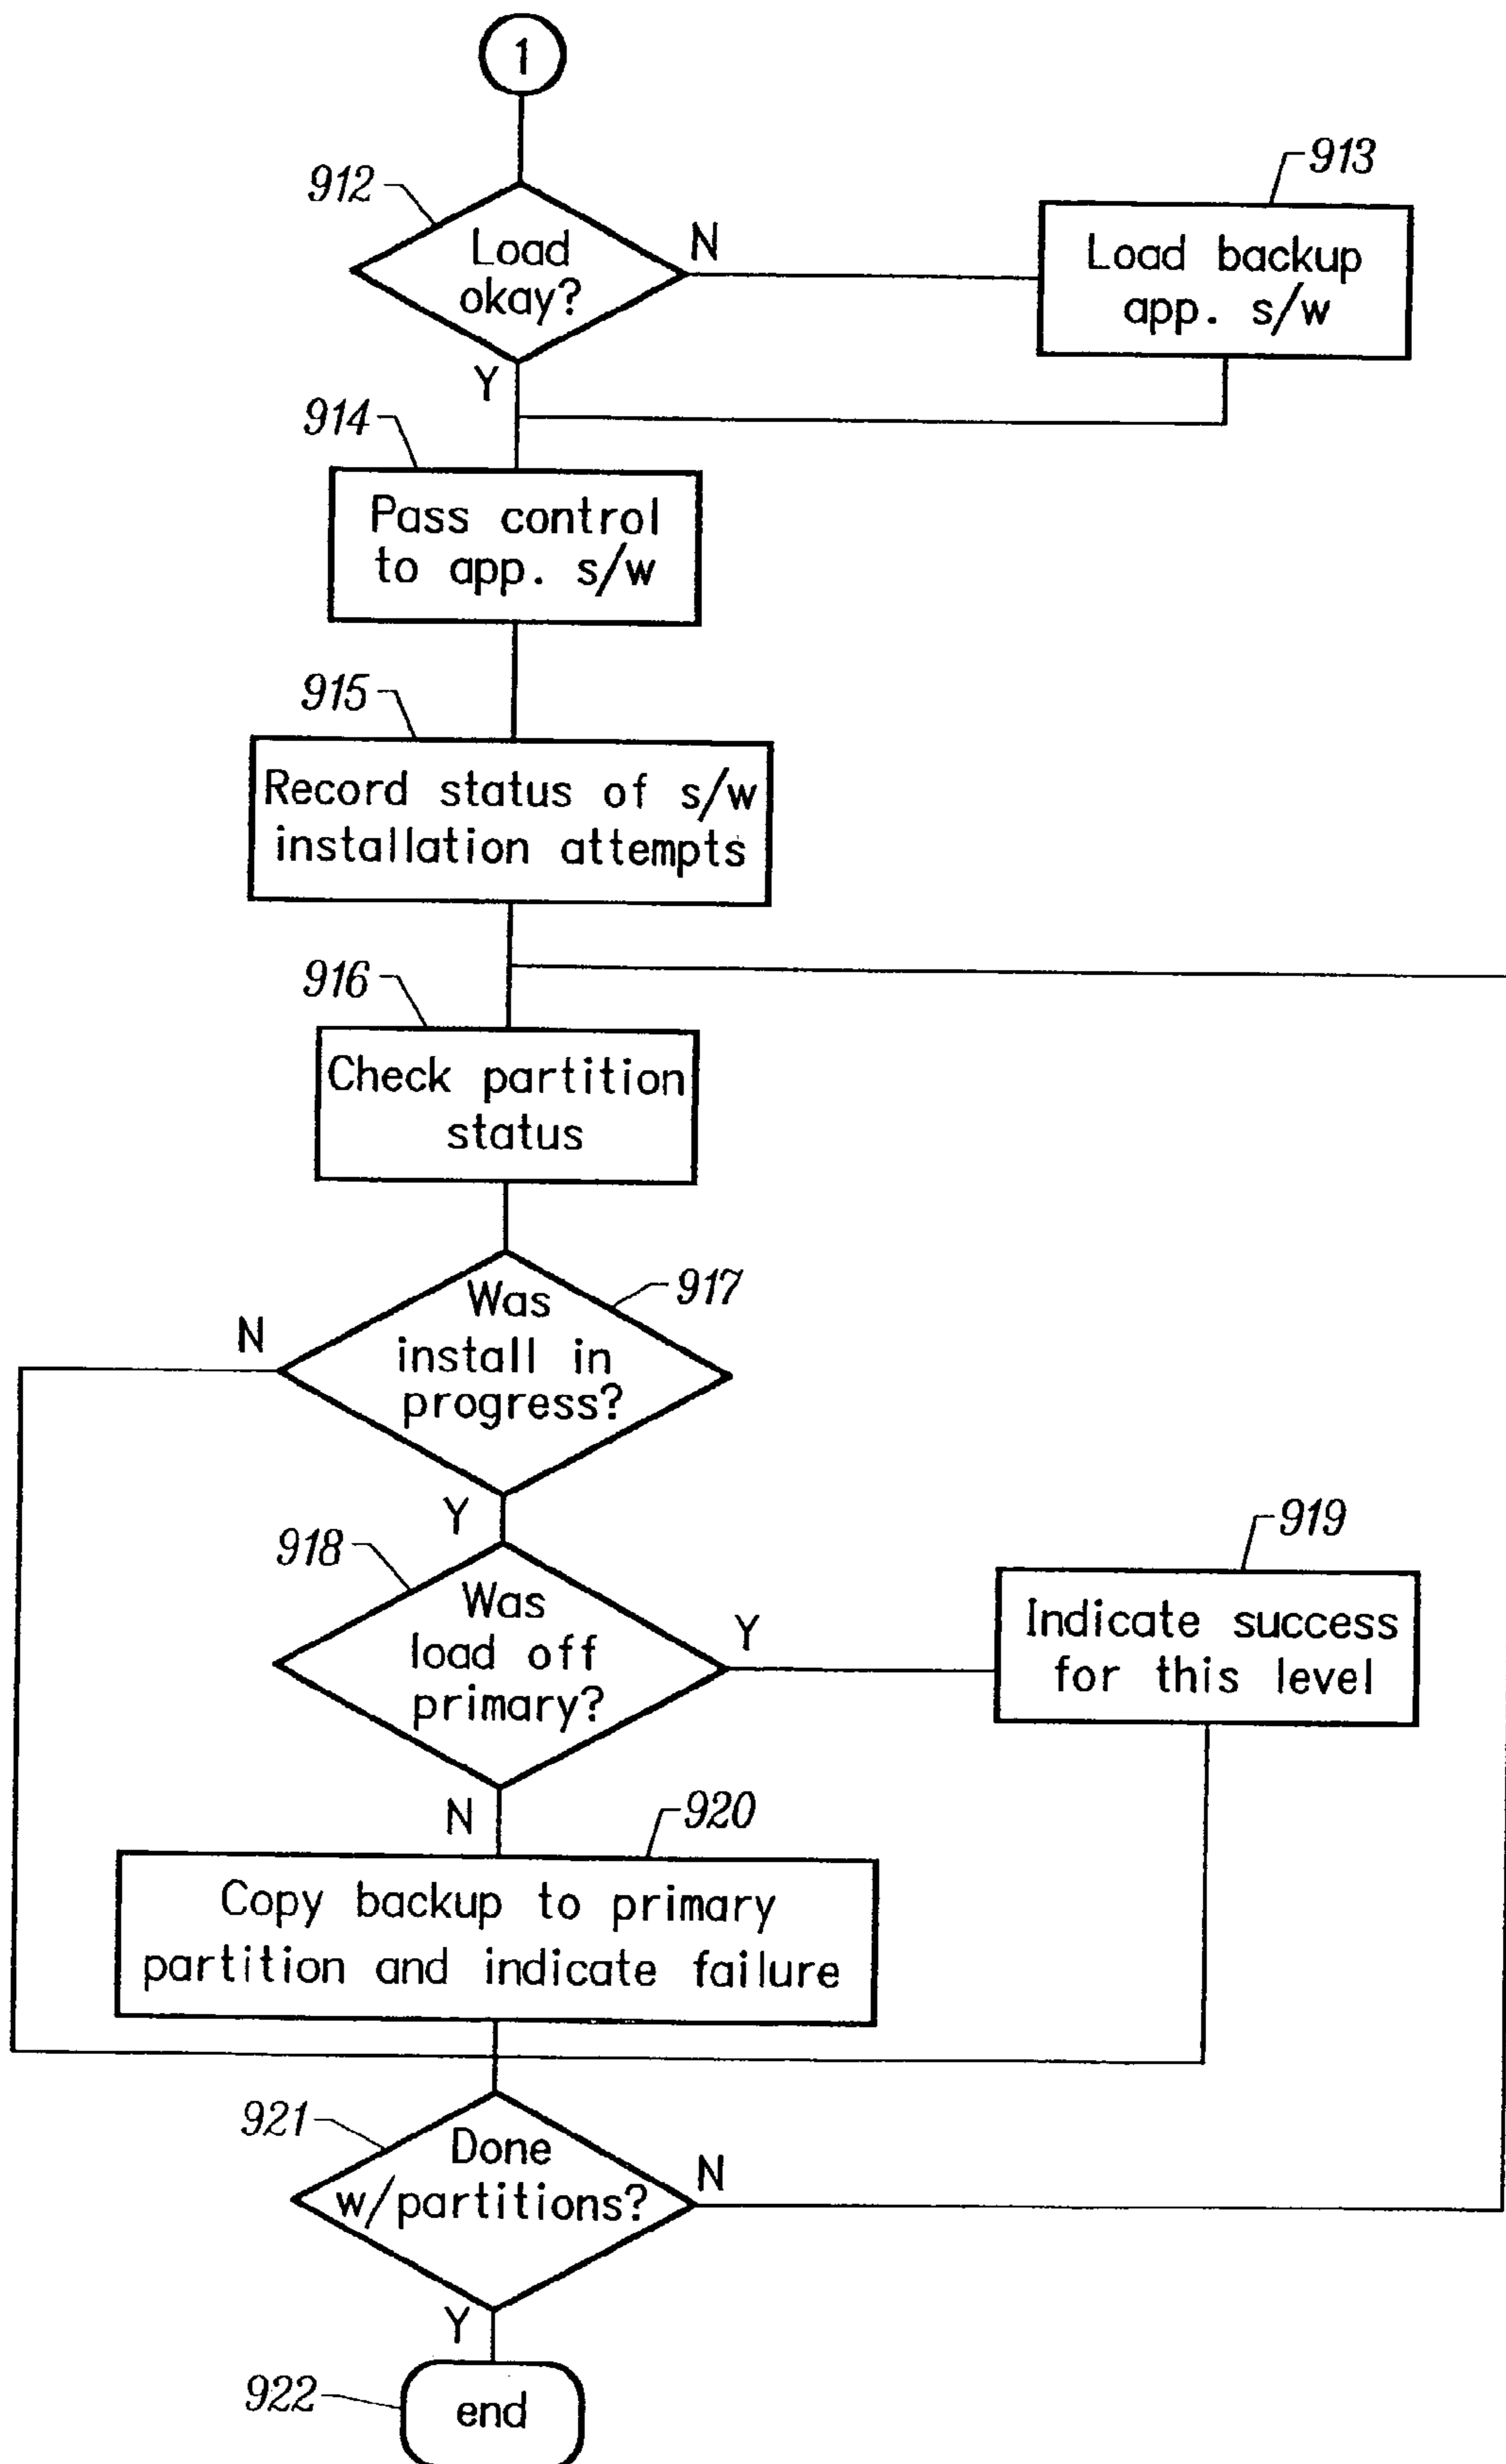 1
912
Load
okay?
N
913
Load backup
app. s/w
Y
914
Pass control
to app. s/w
915
Record status of s/w
installation attempts
916
Check partition
status
917
Was
install in
progress?
N
Y
918
Was
load off
primary?
Y
919
Indicate success
for this level
N
920
Copy backup to primary
partition and indicate failure
921
Done
w/partitions?
N
Y
922
end